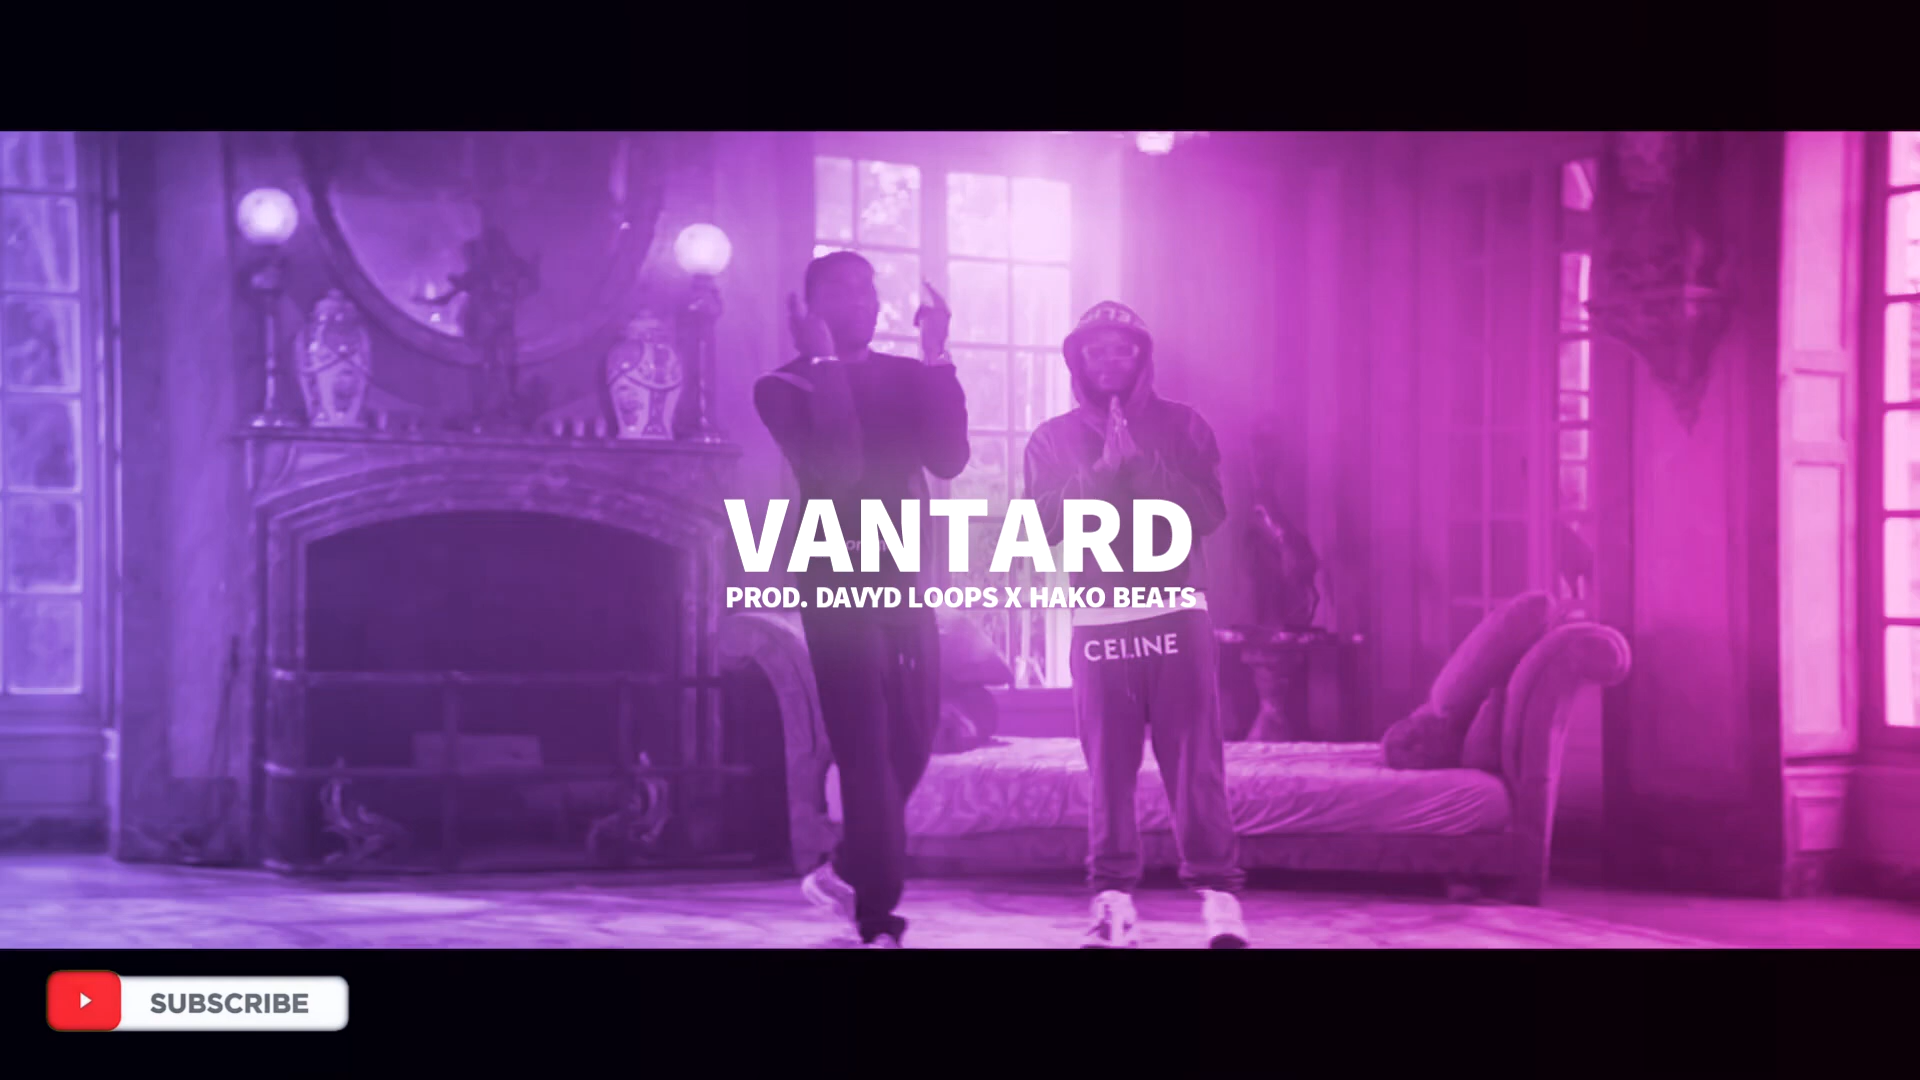 VANTARD
PROD. DAVYD LOOPS X HAKO BEATS
CELINE
SUBSCRIBE